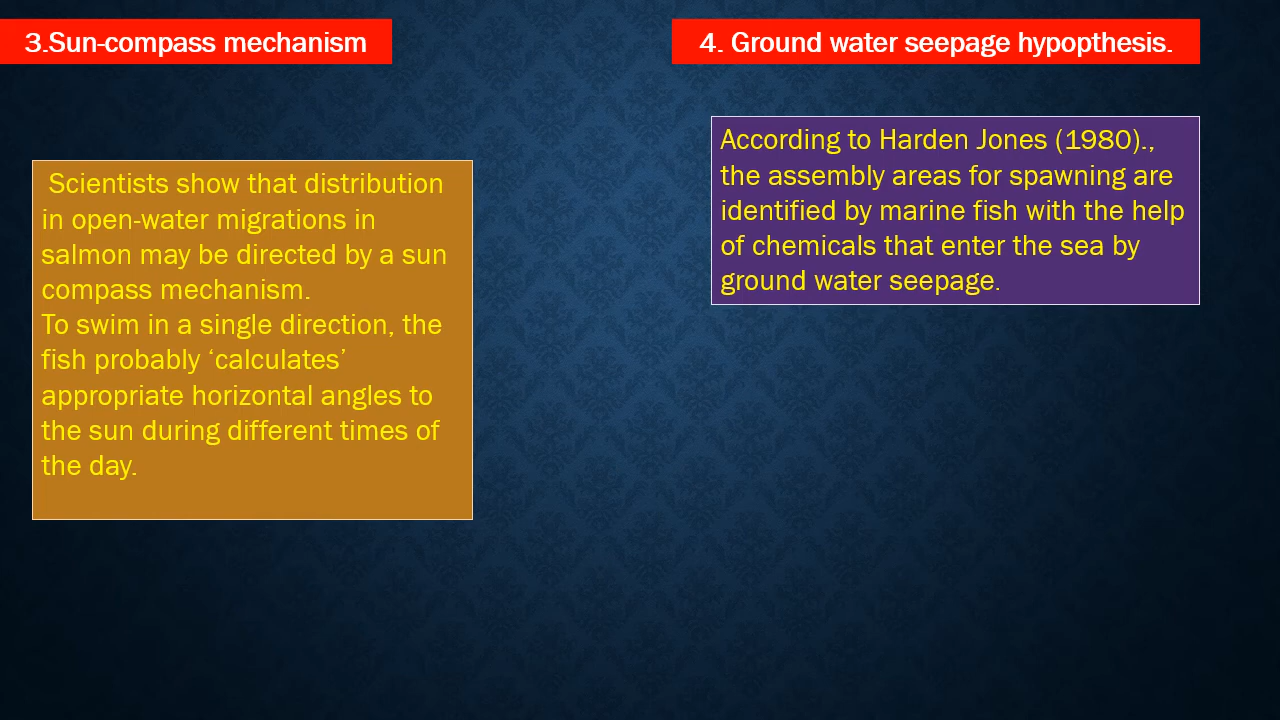 3.Sun-compass mechanism
Scientists show that distribution
in open-water migrations in
salmon may be directed by a sun
compass mechanism.
To swim in a single direction, the
fish probably ‘calculates’
appropriate horizontal angles to
the sun during different times of
the day.
4. Ground water seepage hypopthesis.
According to Harden Jones (1980).,
the assembly areas for spawning are
identified by marine fish with the help
of chemicals that enter the sea by
ground water seepage.